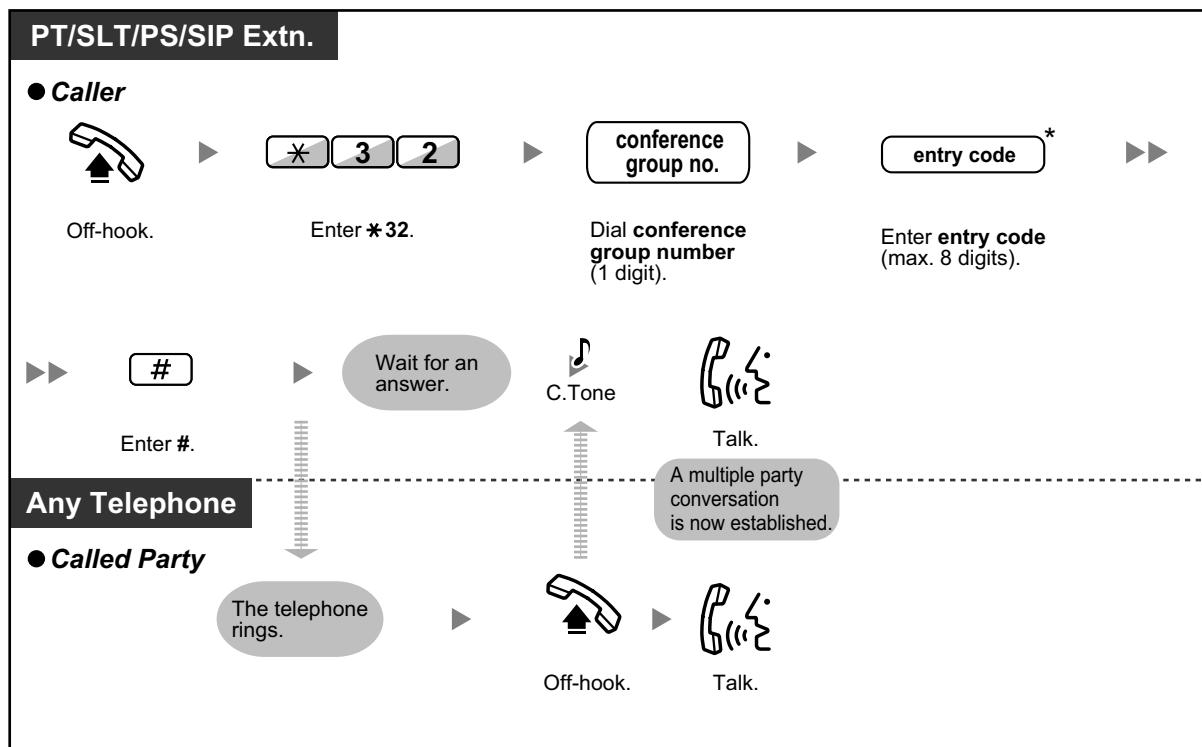 PT/SLT/PS/SIP Extn.
● Caller
* 3 2
conference
group no.
entry code *
Off-hook.
Enter *32.
Dial conference
group number
(1 digit).
Enter entry code
(max. 8 digits).
#
Wait for an
answer.
C.Tone
Enter #.
Talk.
A multiple party
conversation
is now established.
Any Telephone
● Called Party
The telephone
rings.
Off-hook.
Talk.